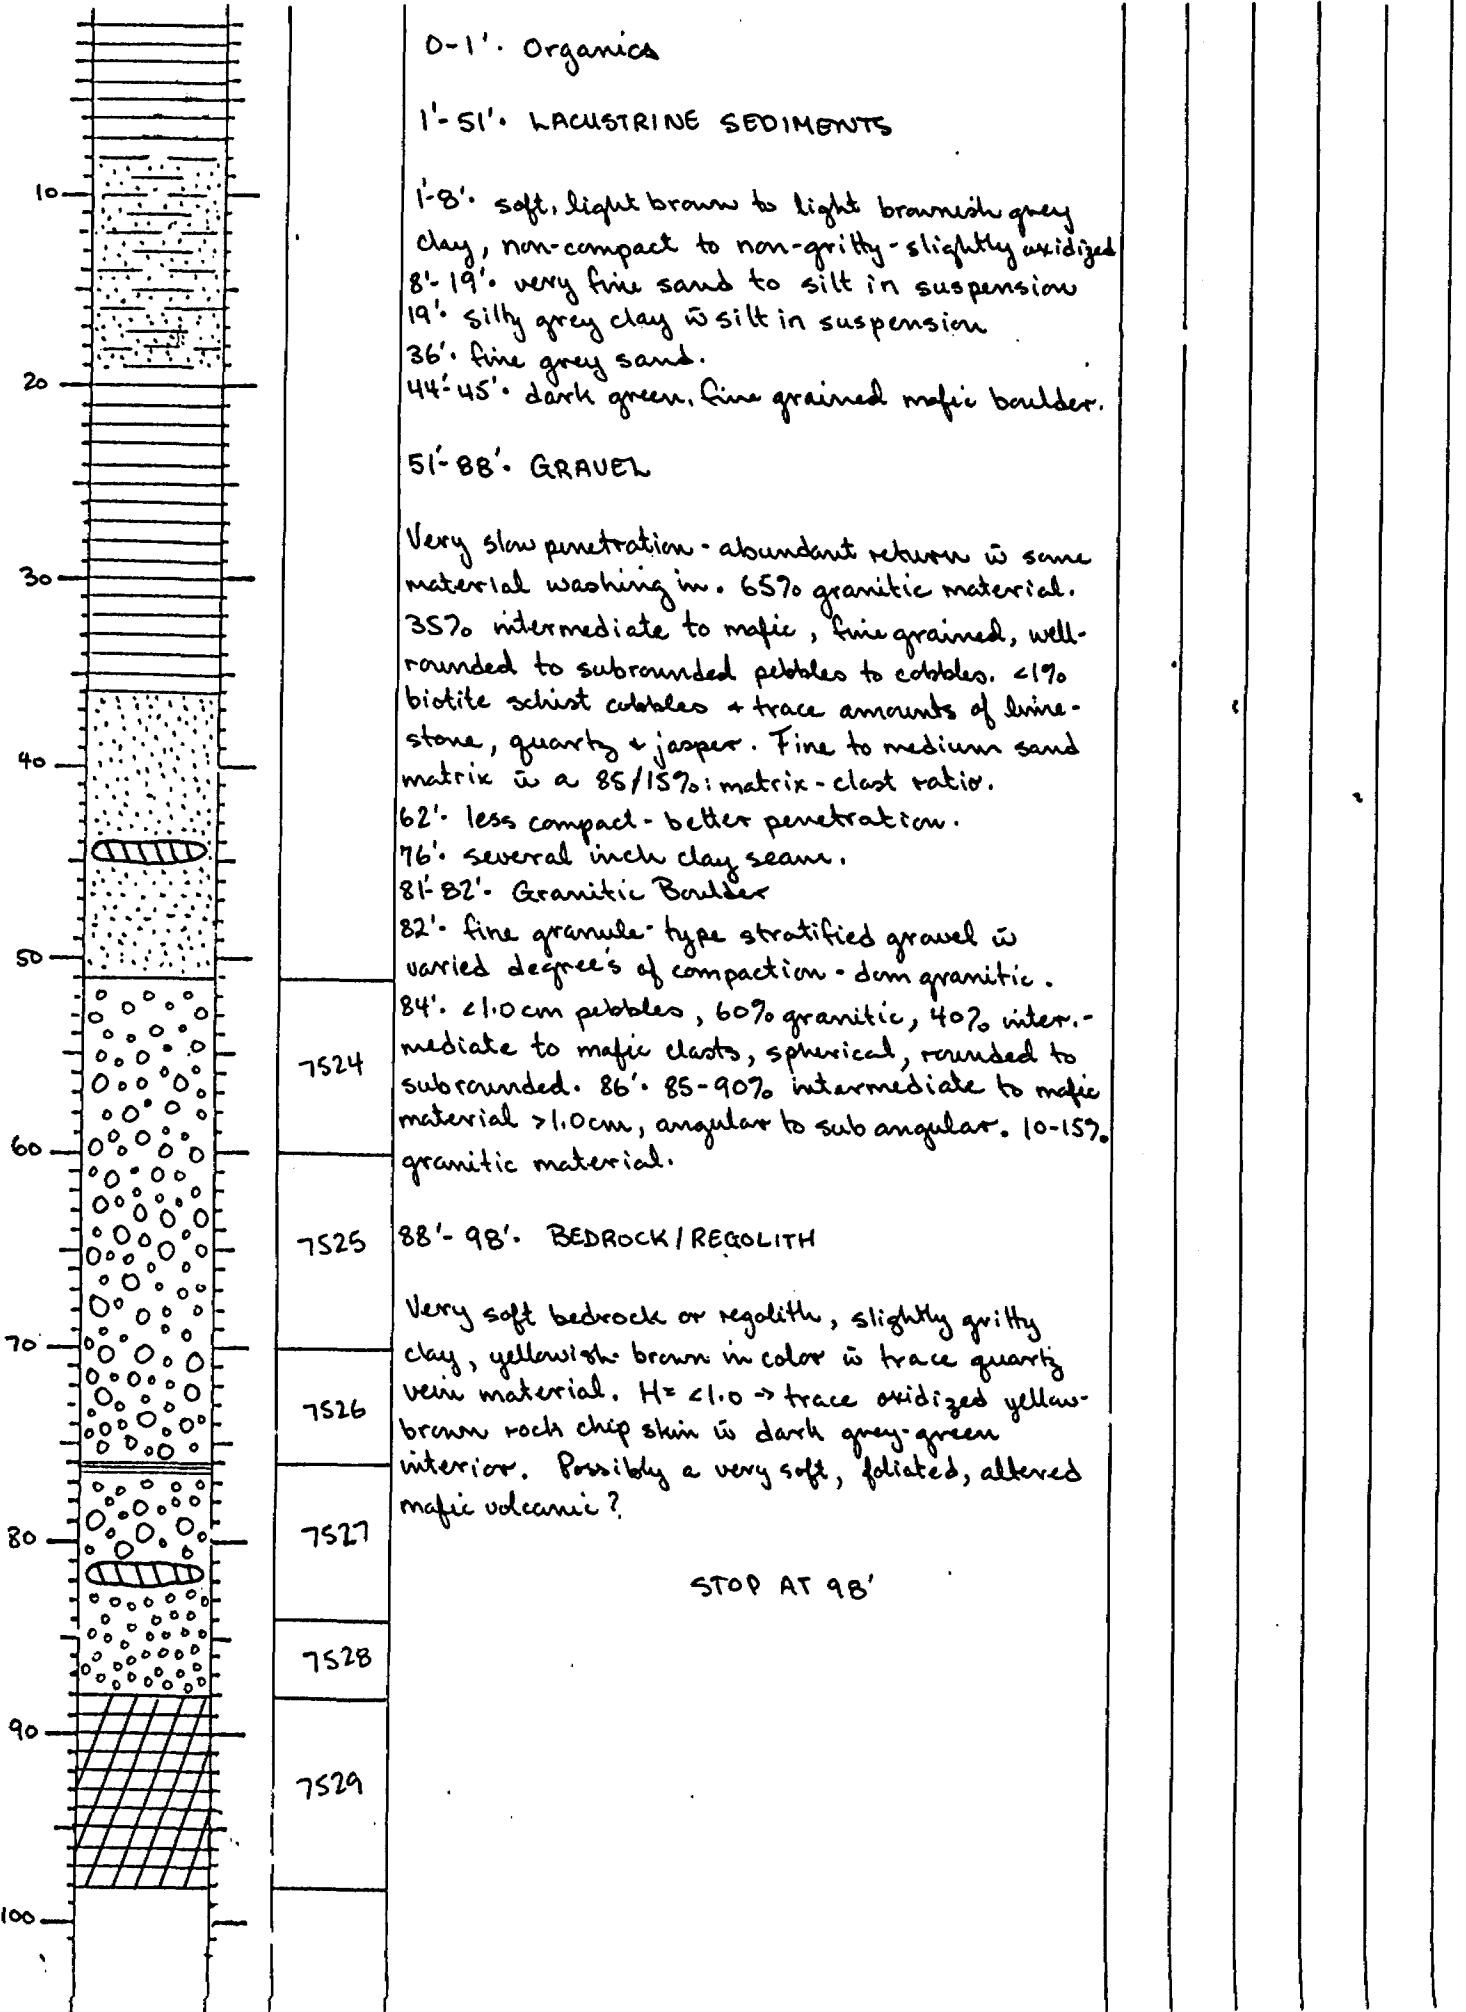 0-1'. Organics
1'-51'. LACUSTRINE SEDIMENTS
1'-8'. soft, light brown to light brownish grey
clay, non-compact to non-gritty-slightly oxidized
8'-19'. very fine sand to silt in suspension
19'. silty grey clay w̄ silt in suspension
36'. fine grey sand.
44'-45'. dark green, fine grained mafic boulder.
51'-88'. GRAVEL
Very slow penetration - abundant return w̄ some
material washing in. 65% granitic material.
35% intermediate to mafic, fine grained, well-
rounded to subrounded pebbles to cobbles. <1%
biotite schist cobbles + trace amounts of lime-
stone, quartz + jasper. Fine to medium sand
matrix w̄ a 85/15%: matrix-clast ratio.
62'. less compact - better penetration.
76'. several inch clay seam.
81'-82'. Granitic Boulder
82'. fine granule-type stratified gravel w̄
varied degree's of compaction - dom granitic.
84'. <1.0cm pebbles, 60% granitic, 40% inter.-
mediate to mafic clasts, spherical, rounded to
subrounded. 86'. 85-90% intermediate to mafic
material >1.0cm, angular to sub angular. 10-15%
granitic material.
88'-98'. BEDROCK/REGOLITH
Very soft bedrock or regolith, slightly gritty
clay, yellowish-brown in color w̄ trace quartz
vein material. H= <1.0 -> trace oxidized yellow-
brown rock chip skin w̄ dark grey-green
interior. Possibly a very soft, foliated, altered
mafic volcanic?
STOP AT 98'
10
20
30
40
50
60
70
80
90
100
7524
7525
7526
7527
7528
7529